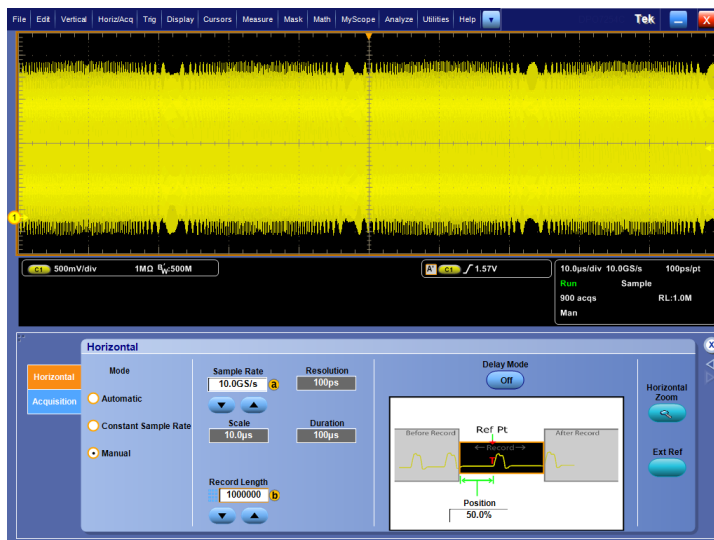 File Edit Vertical Horiz/Acq Trig Display Cursors Measure Mask Math MyScope Analyze Utilities Help Tek X
1
C1 500mV/div 1MΩ BW:500M
A' C1 1.57V
10.0µs/div 10.0GS/s 100ps/pt
Run Sample
900 acqs RL:1.0M
Man
Horizontal
X
Horizontal
Acquisition
Mode
Automatic
Constant Sample Rate
Manual
Sample Rate
10.0GS/s a
Resolution
100ps
Scale
10.0µs
Duration
100µs
Record Length
1000000 b
Delay Mode
Off
Before Record
Ref Pt
Record
After Record
T
Position
50.0%
Horizontal
Zoom
Ext Ref